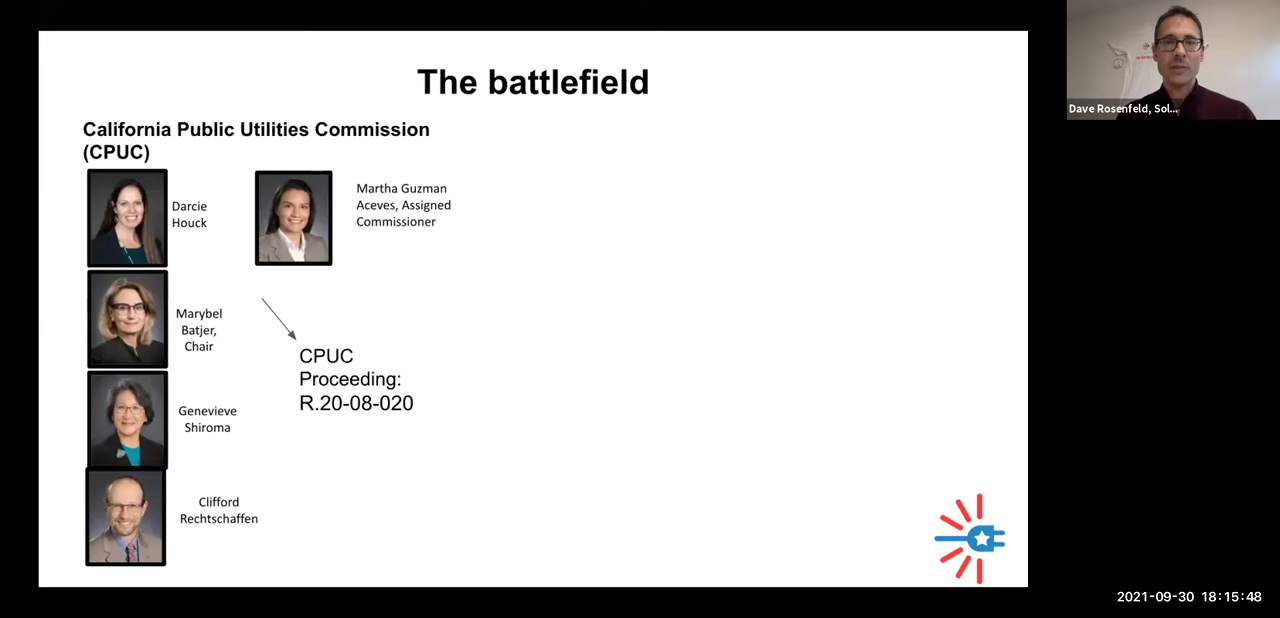 The battlefield
California Public Utilities Commission
(CPUC)
Darcie
Houck
Martha Guzman
Aceves, Assigned
Commissioner
Marybel
Batjer,
Chair
CPUC
Proceeding:
R.20-08-020
Genevieve
Shiroma
Clifford
Rechtschaffen
Dave Rosenfeld, Sol...
2021-09-30 18:15:48